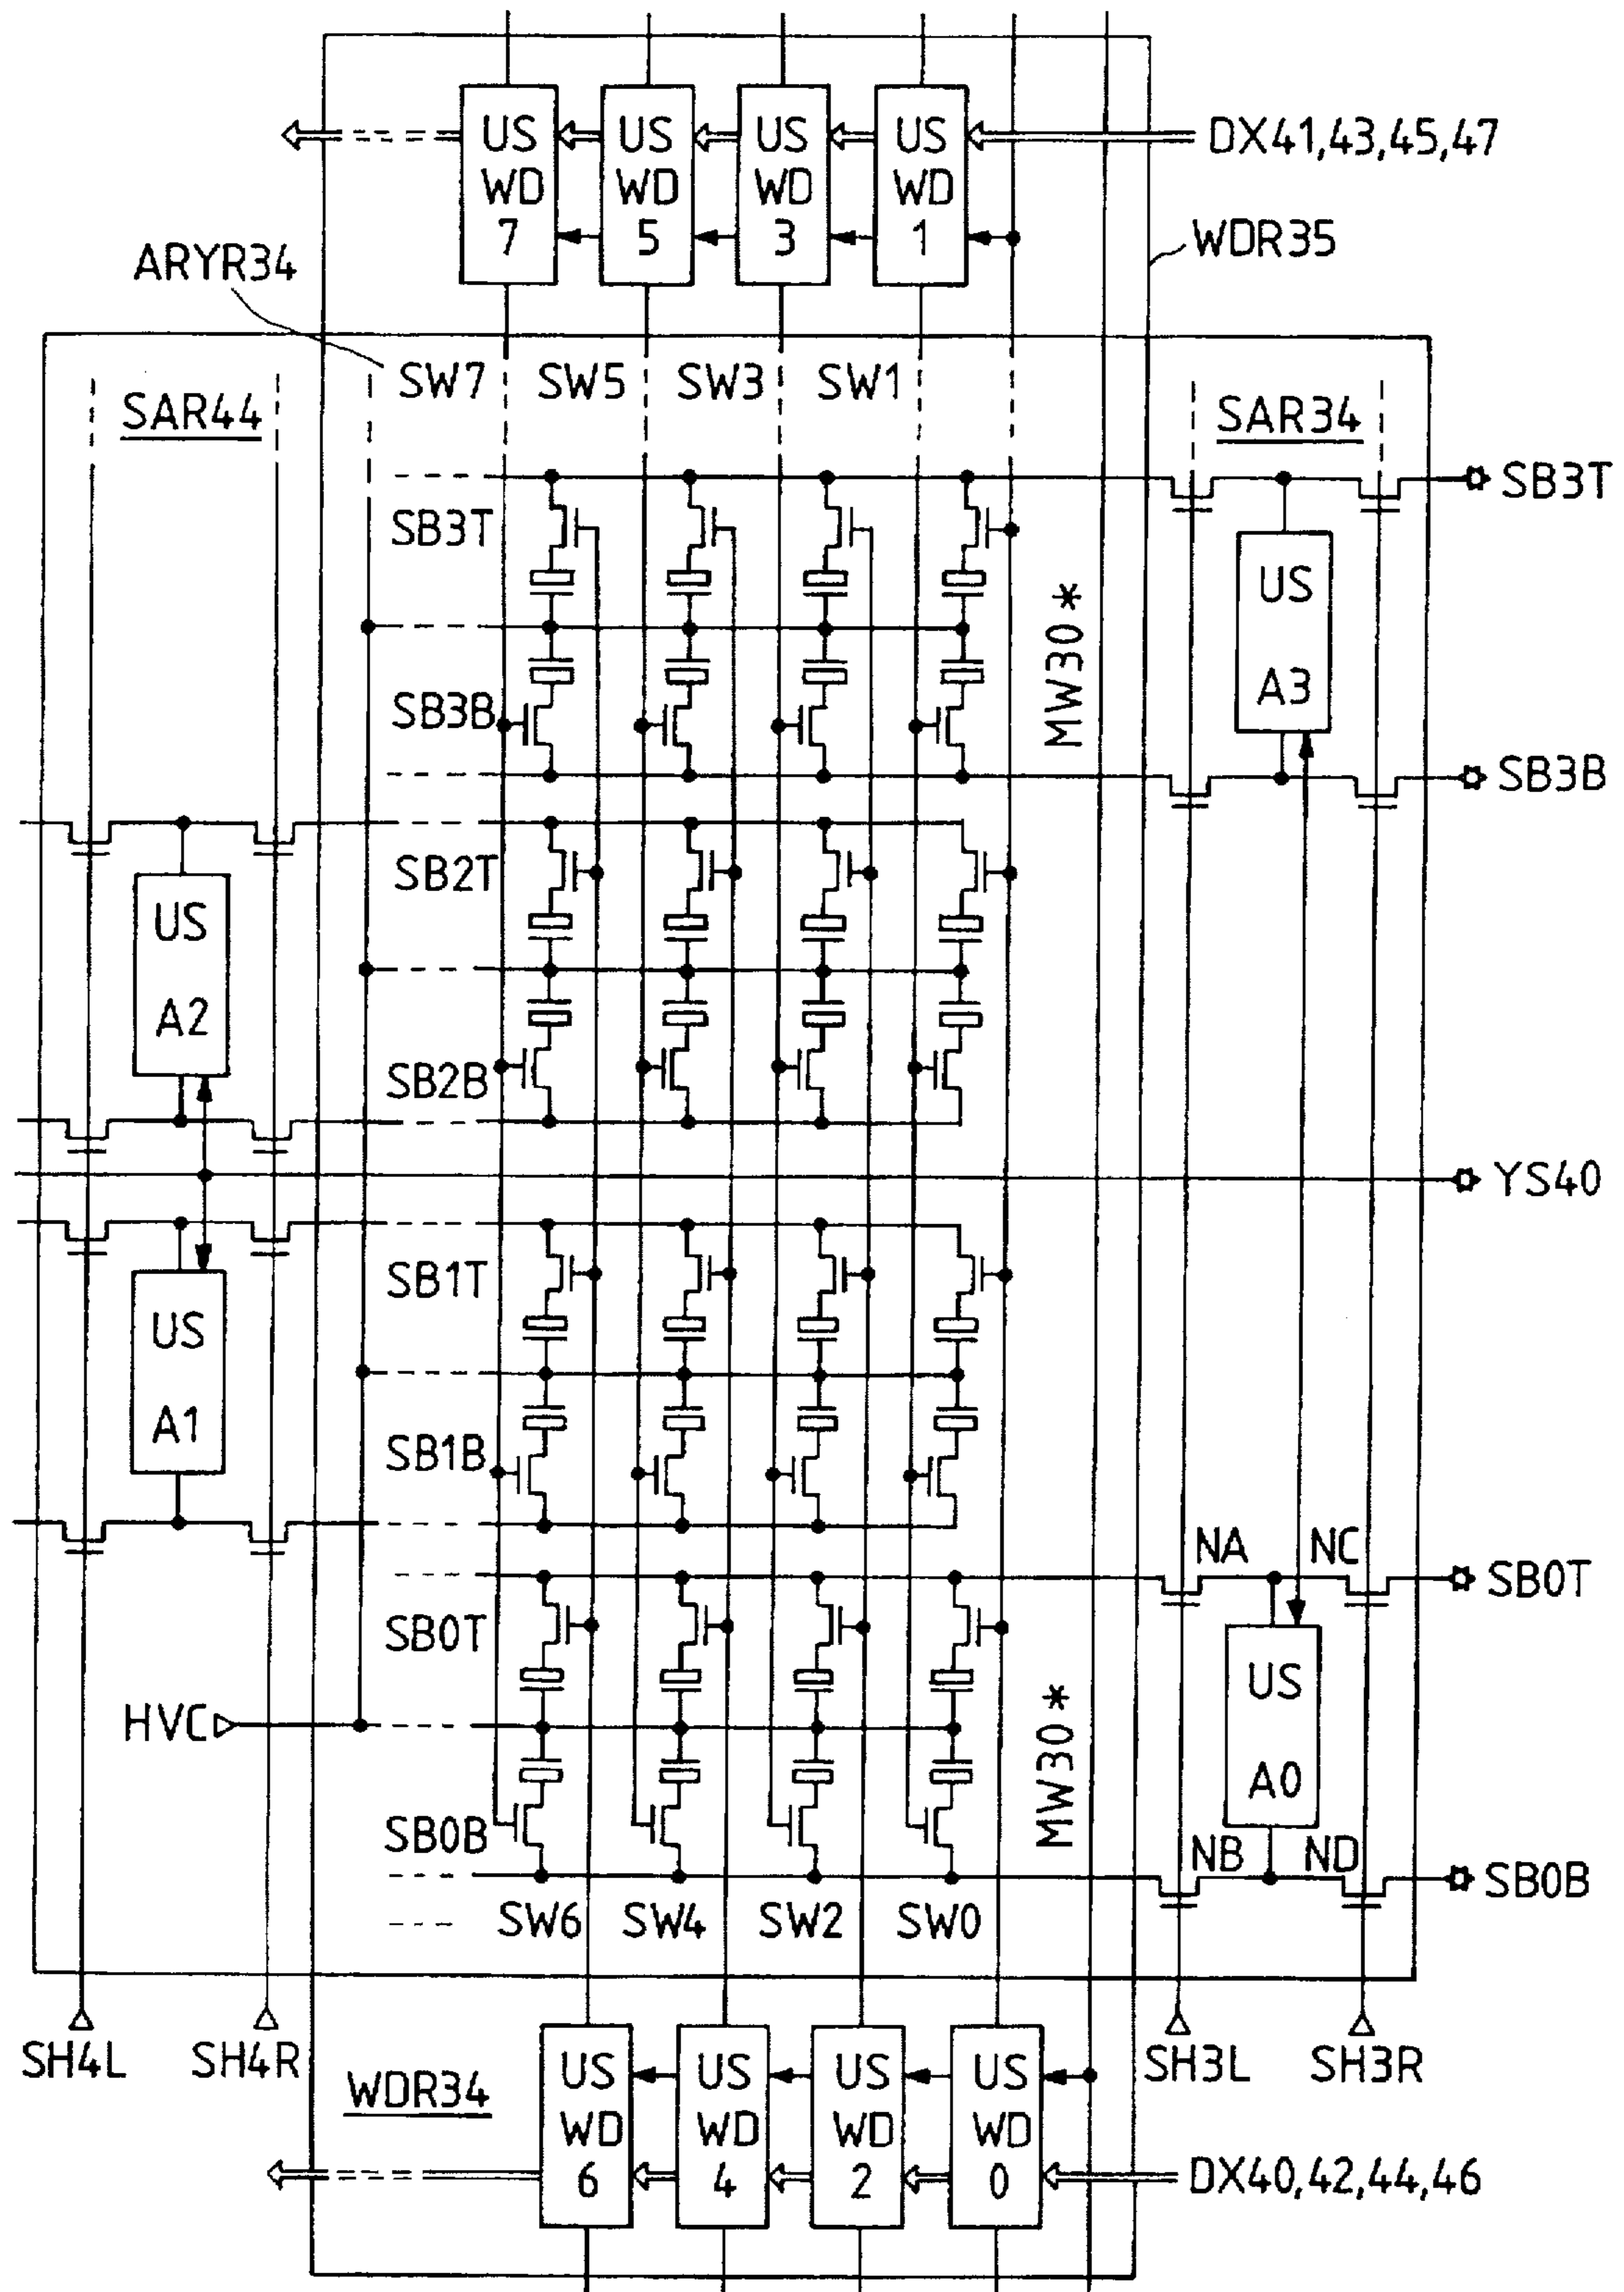 US WD 7
US WD 5
US WD 3
US WD 1
DX41,43,45,47
WDR35
ARYR34
SW7
SW5
SW3
SW1
SAR44
SAR34
SB3T
SB3T
US A3
MW30*
SB3B
SB3B
SB2T
US A2
SB2B
YS40
SB1T
US A1
SB1B
NA
NC
SB0T
SB0T
US A0
HVC
MW30*
SB0B
NB
ND
SB0B
SW6
SW4
SW2
SW0
SH4L
SH4R
SH3L
SH3R
WDR34
US WD 6
US WD 4
US WD 2
US WD 0
DX40,42,44,46